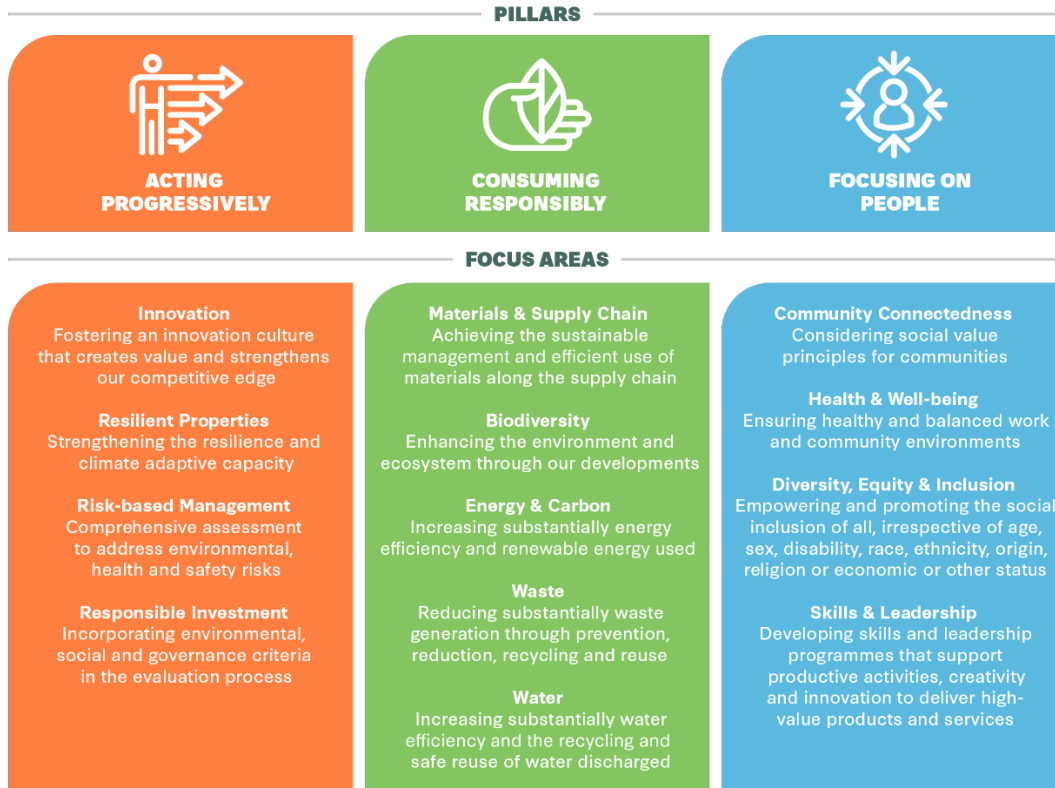 PILLARS
ACTING
PROGRESSIVELY
CONSUMING
RESPONSIBLY
FOCUSING ON
PEOPLE
FOCUS AREAS
Innovation
Fostering an innovation culture
that creates value and strengthens
our competitive edge
Resilient Properties
Strengthening the resilience and
climate adaptive capacity
Risk-based Management
Comprehensive assessment
to address environmental,
health and safety risks
Responsible Investment
Incorporating environmental,
social and governance criteria
in the evaluation process
Materials & Supply Chain
Achieving the sustainable
management and efficient use of
materials along the supply chain
Biodiversity
Enhancing the environment and
ecosystem through our developments
Energy & Carbon
Increasing substantially energy
efficiency and renewable energy used
Waste
Reducing substantially waste
generation through prevention,
reduction, recycling and reuse
Water
Increasing substantially water
efficiency and the recycling and
safe reuse of water discharged
Community Connectedness
Considering social value
principles for communities
Health & Well-being
Ensuring healthy and balanced work
and community environments
Diversity, Equity & Inclusion
Empowering and promoting the social
inclusion of all, irrespective of age,
sex, disability, race, ethnicity, origin,
religion or economic or other status
Skills & Leadership
Developing skills and leadership
programmes that support
productive activities, creativity
and innovation to deliver high-
value products and services